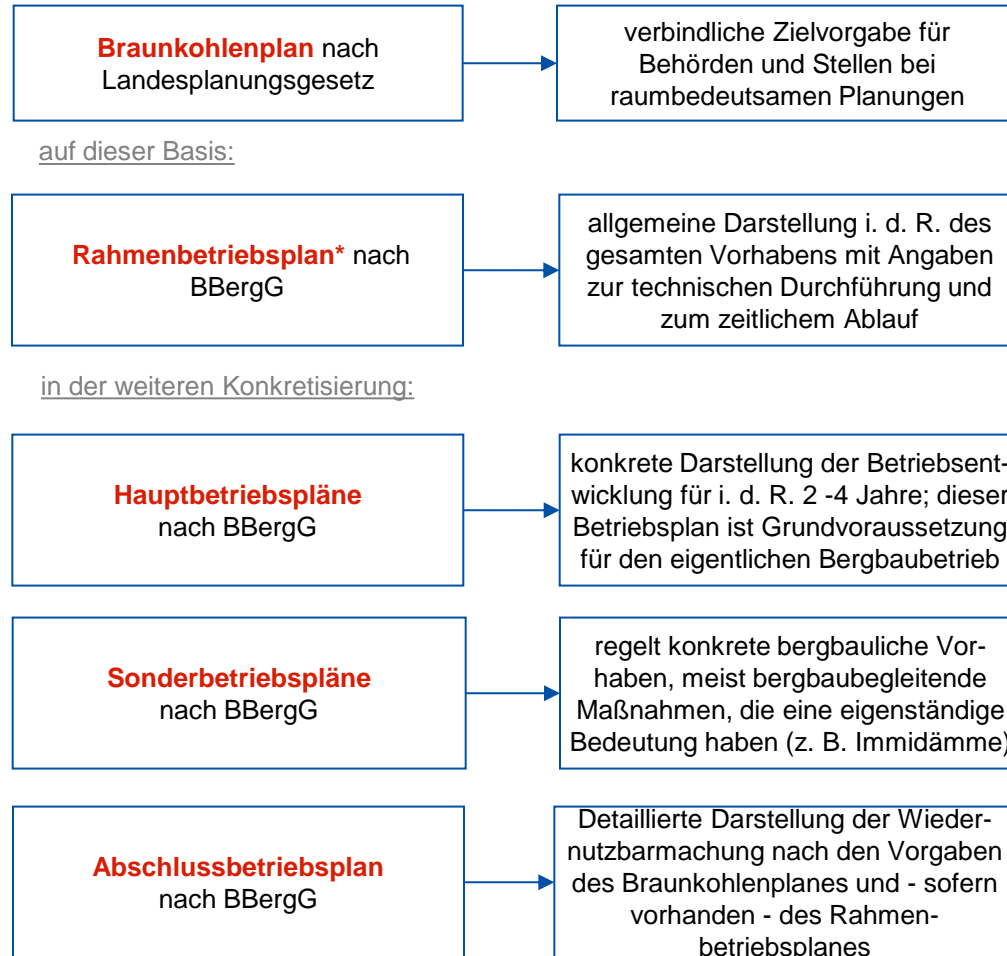 Braunkohlenplan nach
Landesplanungsgesetz
verbindliche Zielvorgabe für
Behörden und Stellen bei
raumbedeutsamen Planungen
auf dieser Basis:
Rahmenbetriebsplan* nach
BBergG
allgemeine Darstellung i. d. R. des
gesamten Vorhabens mit Angaben
zur technischen Durchführung und
zum zeitlichem Ablauf
in der weiteren Konkretisierung:
Hauptbetriebspläne
nach BBergG
konkrete Darstellung der Betriebsent-
wicklung für i. d. R. 2 -4 Jahre; dieser
Betriebsplan ist Grundvoraussetzung
für den eigentlichen Bergbaubetrieb
Sonderbetriebspläne
nach BBergG
regelt konkrete bergbauliche Vor-
haben, meist bergbaubegleitende
Maßnahmen, die eine eigenständige
Bedeutung haben (z. B. Immidämme)
Abschlussbetriebsplan
nach BBergG
Detaillierte Darstellung der Wieder-
nutzbarmachung nach den Vorgaben
des Braunkohlenplanes und - sofern
vorhanden - des Rahmen-
betriebsplanes